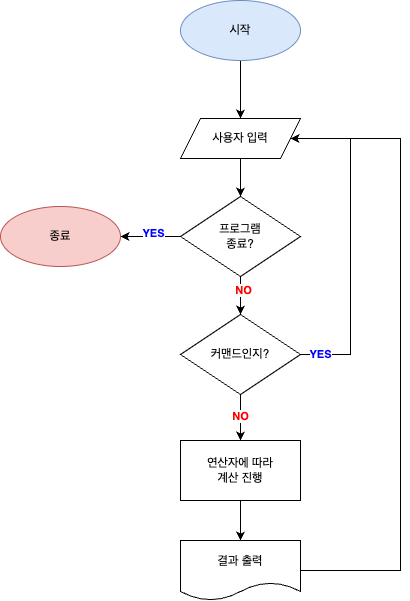 시작
사용자 입력
프로그램
종료?
YES
종료
NO
커맨드인지?
YES
NO
연산자에 따라
계산 진행
결과 출력